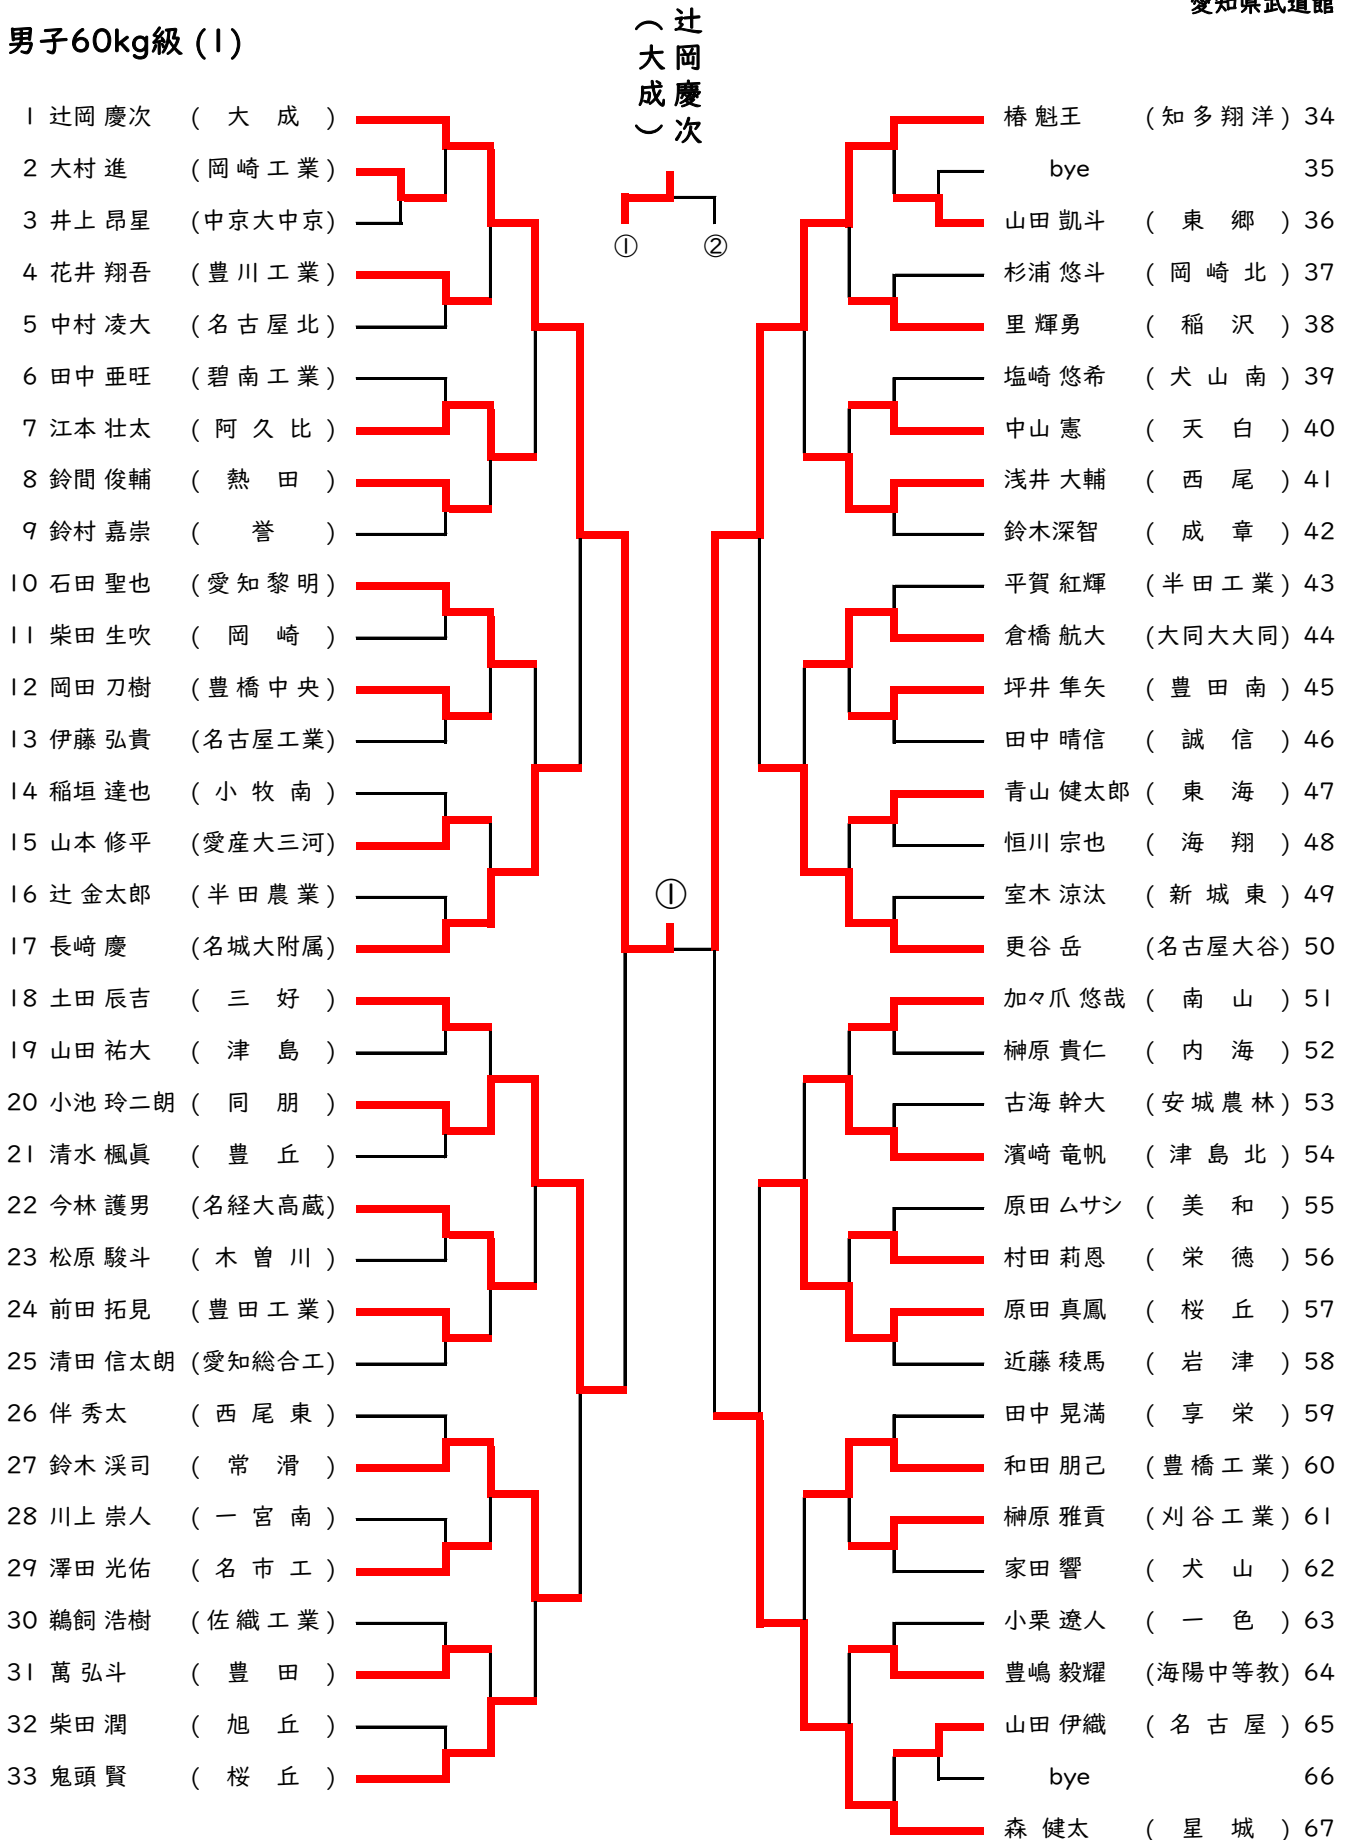 愛知県武道館
男子60kg級 (1)
辻岡慶次
（大成）
① ②
1 辻岡 慶次 ( 大 成 )
2 大村 進 (岡崎工業)
3 井上 昂星 (中京大中京)
4 花井 翔吾 (豊川工業)
5 中村 凌大 (名古屋北)
6 田中 亜旺 (碧南工業)
7 江本 壮太 ( 阿久比 )
8 鈴間 俊輔 ( 熱 田 )
9 鈴村 嘉崇 ( 誉 )
10 石田 聖也 (愛知黎明)
11 柴田 生吹 ( 岡 崎 )
12 岡田 刀樹 (豊橋中央)
13 伊藤 弘貴 (名古屋工業)
14 稲垣 達也 ( 小牧南 )
15 山本 修平 (愛産大三河)
16 辻 金太郎 (半田農業)
17 長﨑 慶 (名城大附属)
18 土田 辰吉 ( 三 好 )
19 山田 祐大 ( 津 島 )
20 小池 玲二朗 ( 同 朋 )
21 清水 楓眞 ( 豊 丘 )
22 今林 護男 (名経大高蔵)
23 松原 駿斗 ( 木曽川 )
24 前田 拓見 (豊田工業)
25 清田 信太朗 (愛知総合工)
26 伴 秀太 ( 西尾東 )
27 鈴木 渓司 ( 常 滑 )
28 川上 崇人 ( 一宮南 )
29 澤田 光佑 ( 名市工 )
30 鵜飼 浩樹 (佐織工業)
31 萬 弘斗 ( 豊 田 )
32 柴田 潤 ( 旭 丘 )
33 鬼頭 賢 ( 桜 丘 )
①
椿 魁王 (知多翔洋) 34
bye 35
山田 凱斗 ( 東 郷 ) 36
杉浦 悠斗 ( 岡崎北 ) 37
里 輝勇 ( 稲 沢 ) 38
塩崎 悠希 ( 犬山南 ) 39
中山 憲 ( 天 白 ) 40
浅井 大輔 ( 西 尾 ) 41
鈴木深智 ( 成 章 ) 42
平賀 紅輝 (半田工業) 43
倉橋 航大 (大同大大同) 44
坪井 隼矢 ( 豊田南 ) 45
田中 晴信 ( 誠 信 ) 46
青山 健太郎 ( 東 海 ) 47
恒川 宗也 ( 海 翔 ) 48
室木 涼汰 ( 新城東 ) 49
更谷 岳 (名古屋大谷) 50
加々爪 悠哉 ( 南 山 ) 51
榊原 貴仁 ( 内 海 ) 52
古海 幹大 (安城農林) 53
濱﨑 竜帆 ( 津島北 ) 54
原田 ムサシ ( 美 和 ) 55
村田 莉恩 ( 栄 徳 ) 56
原田 真鳳 ( 桜 丘 ) 57
近藤 稜馬 ( 岩 津 ) 58
田中 晃満 ( 享 栄 ) 59
和田 朋己 (豊橋工業) 60
榊原 雅貢 (刈谷工業) 61
家田 響 ( 犬 山 ) 62
小栗 遼人 ( 一 色 ) 63
豊嶋 毅耀 (海陽中等教) 64
山田 伊織 ( 名古屋 ) 65
bye 66
森 健太 ( 星 城 ) 67